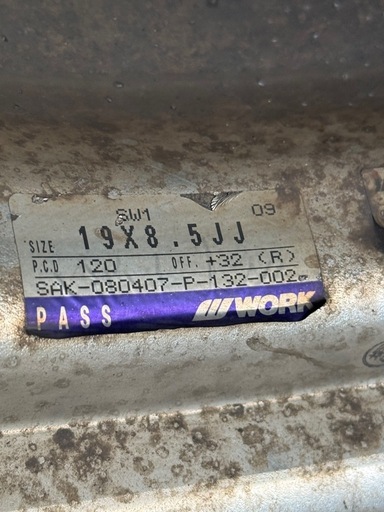 SW1 09
SIZE 19X8.5JJ
P.C.D 120 OFF. +32 (R)
SAK-080407-P-132-002
PASS WORK